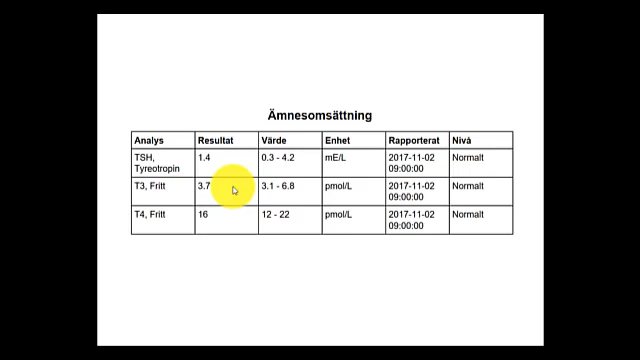 Ämnesomsättning
Analys Resultat Värde Enhet Rapporterat Nivå
TSH, 1.4 0.3 - 4.2 mE/L 2017-11-02 Normalt
Tyreotropin 09:00:00
T3, Fritt 3.7 3.1 - 6.8 pmol/L 2017-11-02 Normalt
09:00:00
T4, Fritt 16 12 - 22 pmol/L 2017-11-02 Normalt
09:00:00